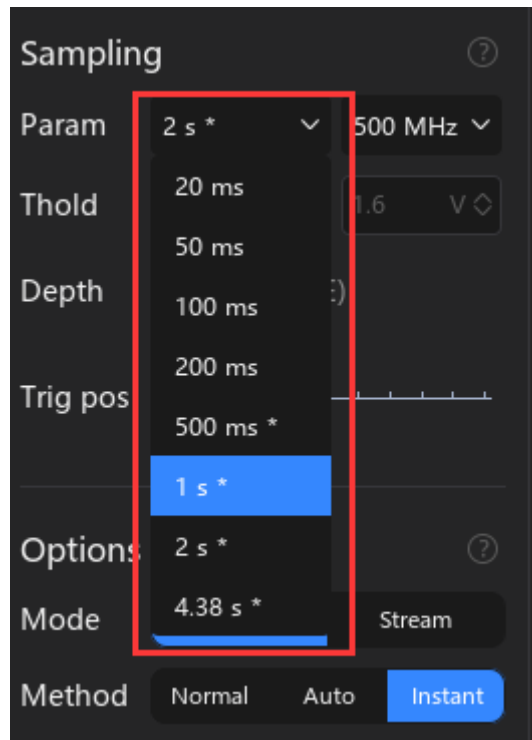 Sampling ?
Param 2 s * 500 MHz
20 ms
Thold 1.6 V
50 ms
Depth 100 ms E)
200 ms
Trig pos
500 ms *
1 s *
Options 2 s * ?
4.38 s *
Mode Stream
Method Normal Auto Instant